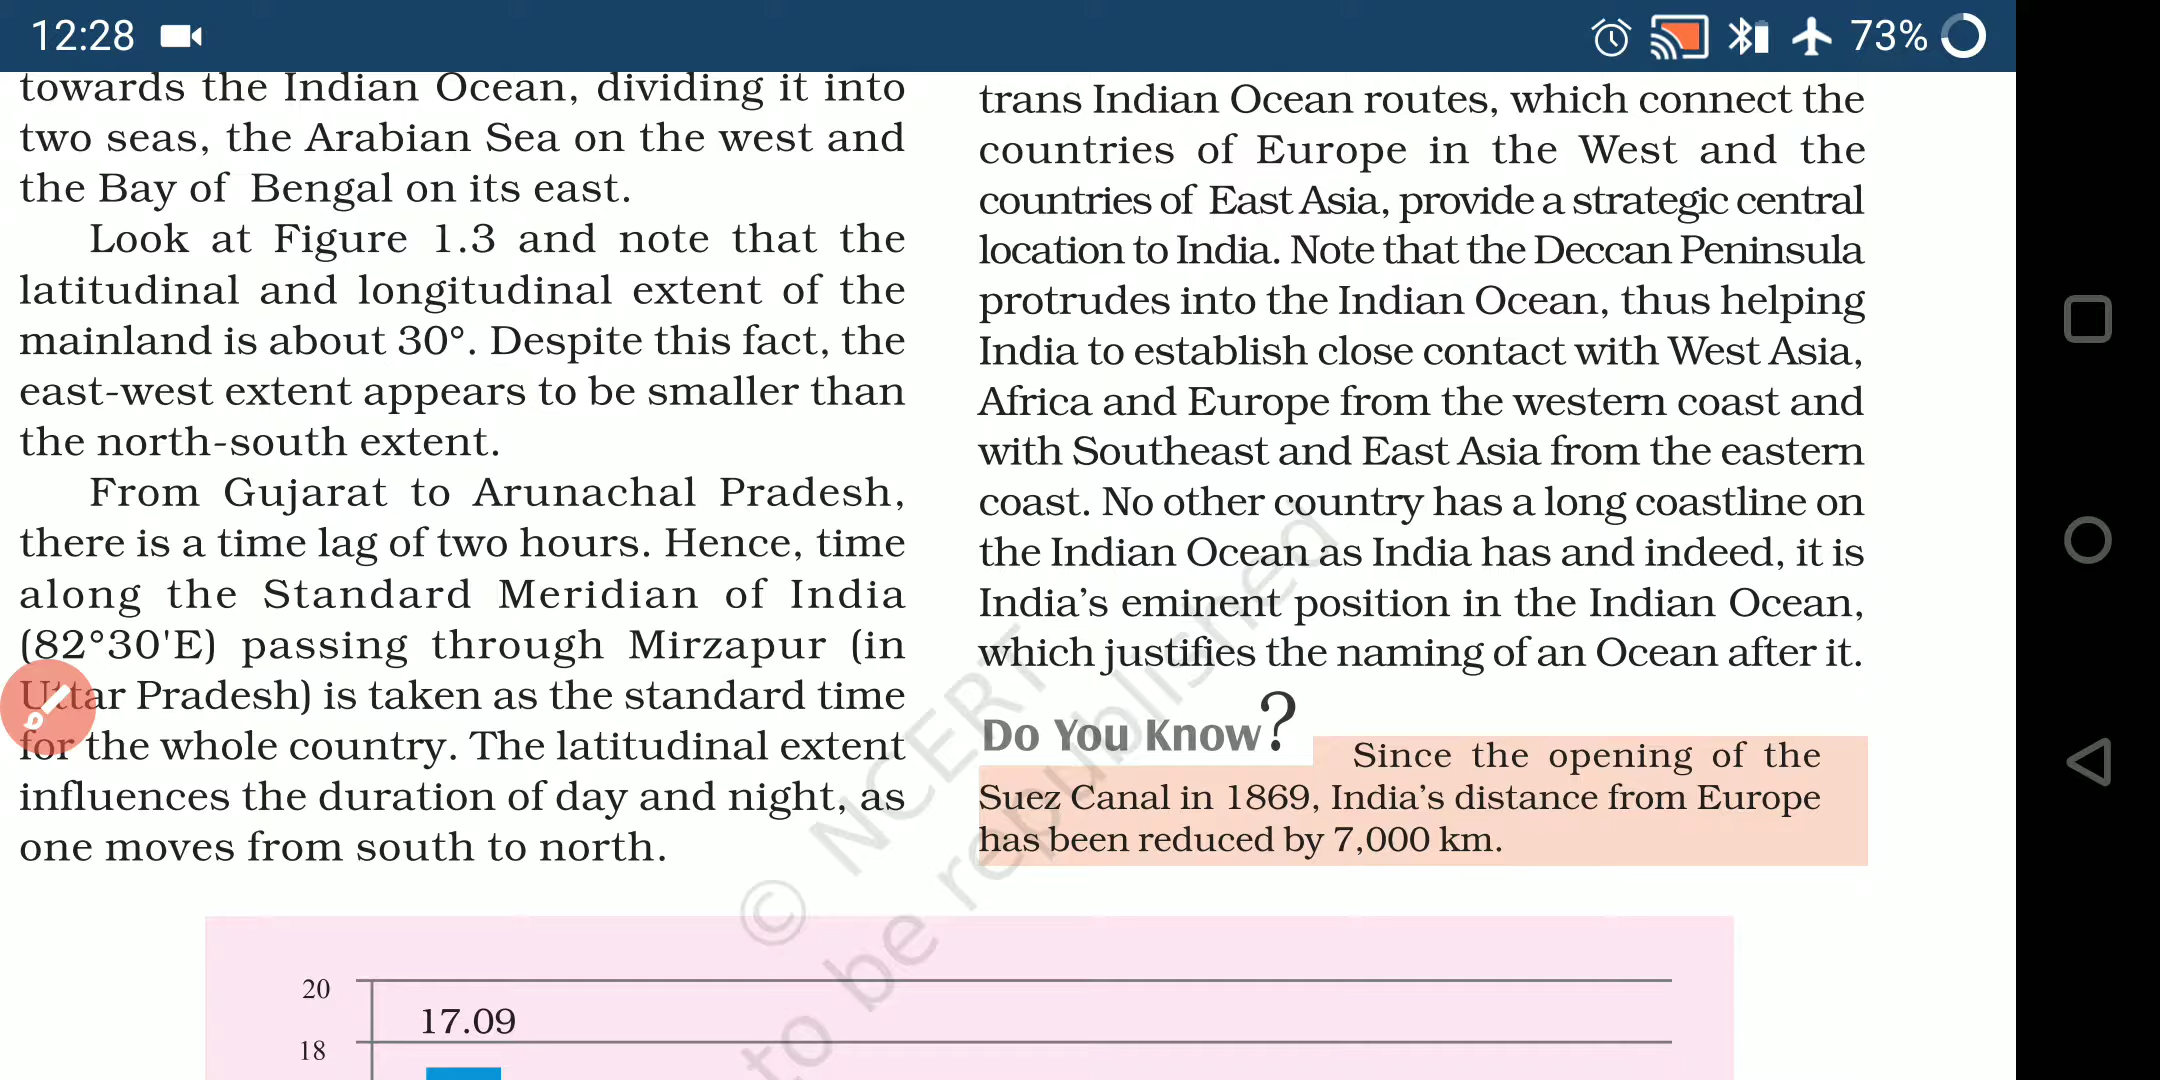 12:28
73%
towards the Indian Ocean, dividing it into
two seas, the Arabian Sea on the west and
the Bay of Bengal on its east.
Look at Figure 1.3 and note that the
latitudinal and longitudinal extent of the
mainland is about 30°. Despite this fact, the
east-west extent appears to be smaller than
the north-south extent.
From Gujarat to Arunachal Pradesh,
there is a time lag of two hours. Hence, time
along the Standard Meridian of India
(82°30'E) passing through Mirzapur (in
Uttar Pradesh) is taken as the standard time
for the whole country. The latitudinal extent
influences the duration of day and night, as
one moves from south to north.
trans Indian Ocean routes, which connect the
countries of Europe in the West and the
countries of East Asia, provide a strategic central
location to India. Note that the Deccan Peninsula
protrudes into the Indian Ocean, thus helping
India to establish close contact with West Asia,
Africa and Europe from the western coast and
with Southeast and East Asia from the eastern
coast. No other country has a long coastline on
the Indian Ocean as India has and indeed, it is
India's eminent position in the Indian Ocean,
which justifies the naming of an Ocean after it.
Do You Know?
Since the opening of the
Suez Canal in 1869, India's distance from Europe
has been reduced by 7,000 km.
© NCERT
to be republished
20
17.09
18